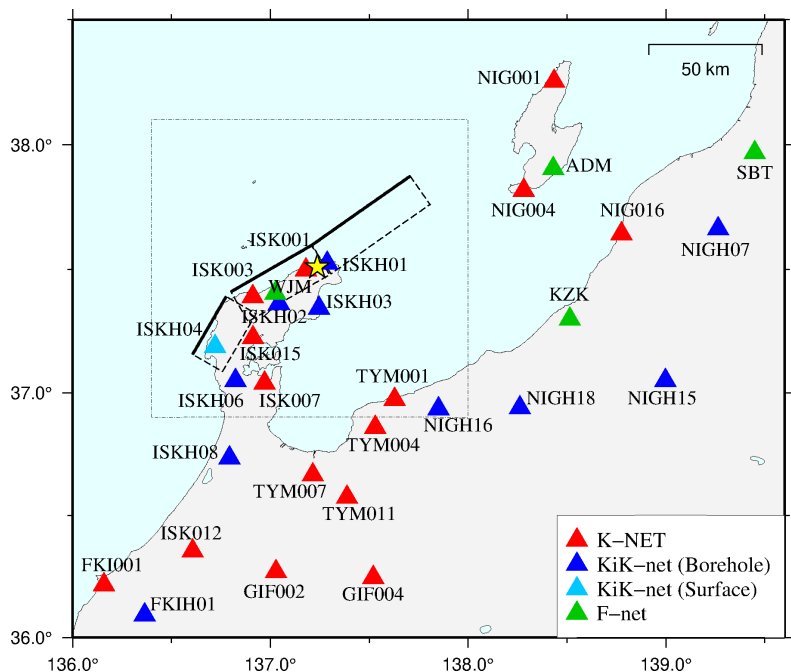 NIG001
50 km
38.0°
ADM
SBT
NIG004
NIG016
NIGH07
ISK001
ISKH01
ISK003
WJM
ISKH03
ISKH02
KZK
ISKH04
ISK015
37.0°
TYM001
ISKH06
ISK007
NIGH18
NIGH15
NIGH16
TYM004
ISKH08
TYM007
TYM011
ISK012
K-NET
FKI001
KiK-net (Borehole)
KiK-net (Surface)
GIF002
GIF004
FKIH01
F-net
36.0°
136.0°
137.0°
138.0°
139.0°